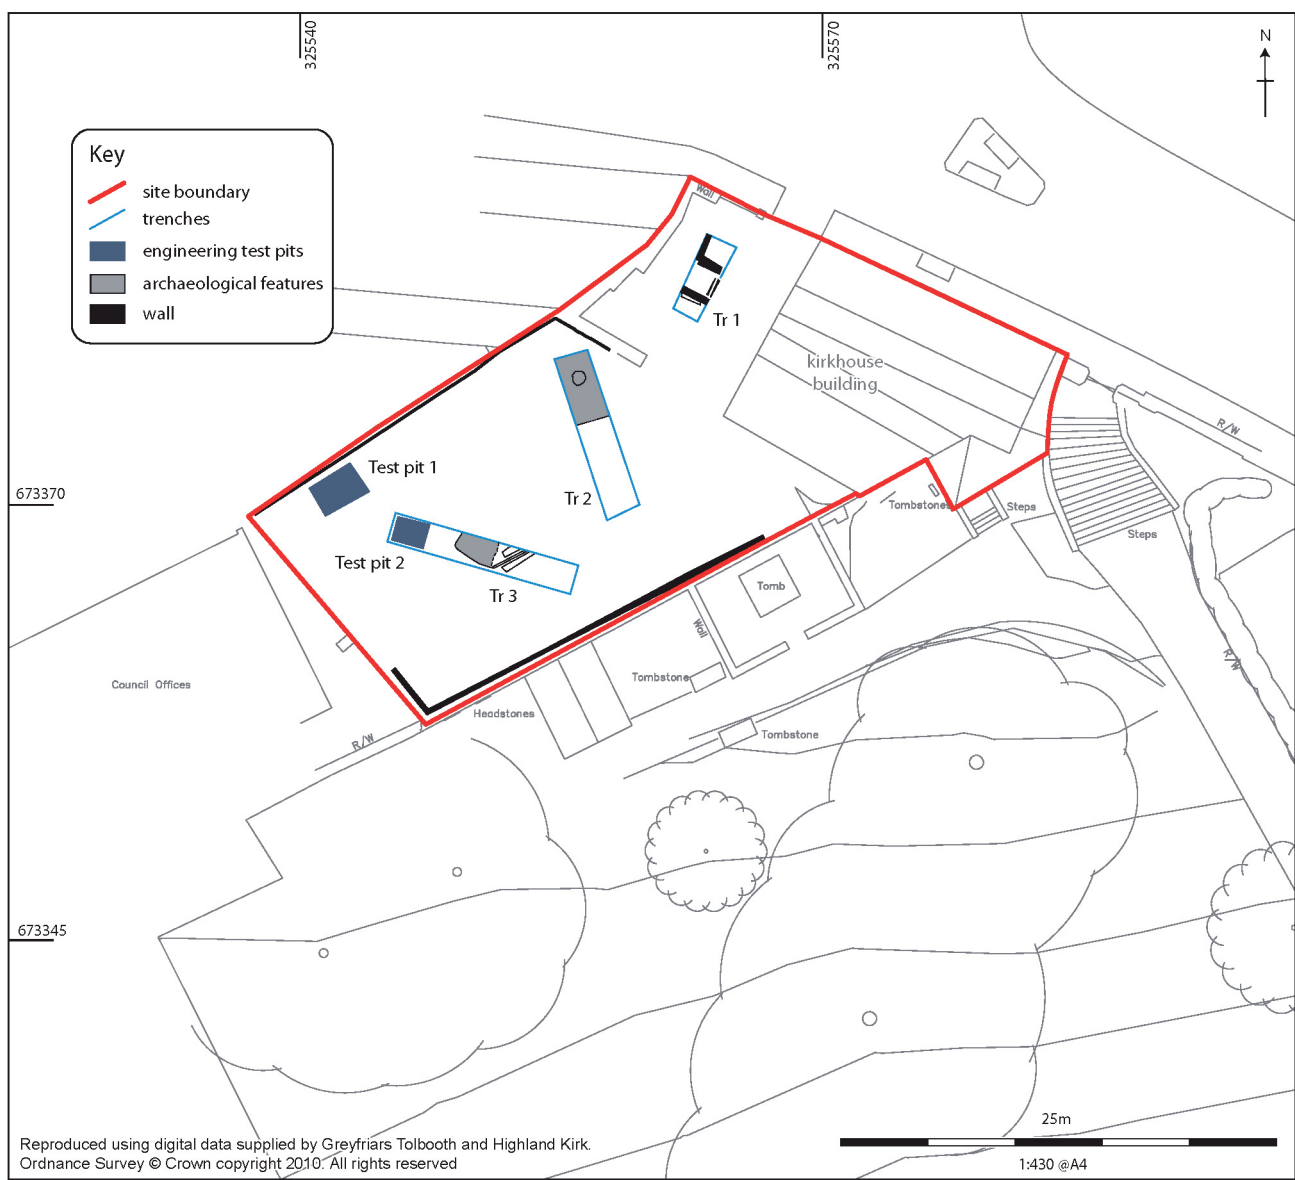 325540
325570
N
Key
site boundary
trenches
engineering test pits
archaeological features
wall
Wall
Tr 1
kirkhouse
building
R/W
Test pit 1
673370
Tr 2
Tombstones
Steps
Steps
Test pit 2
Tr 3
Tomb
Wall
R/W
Tombstone
Council Offices
Headstones
R/W
Tombstone
673345
25m
1:430 @A4
Reproduced using digital data supplied by Greyfriars Tolbooth and Highland Kirk.
Ordnance Survey © Crown copyright 2010. All rights reserved